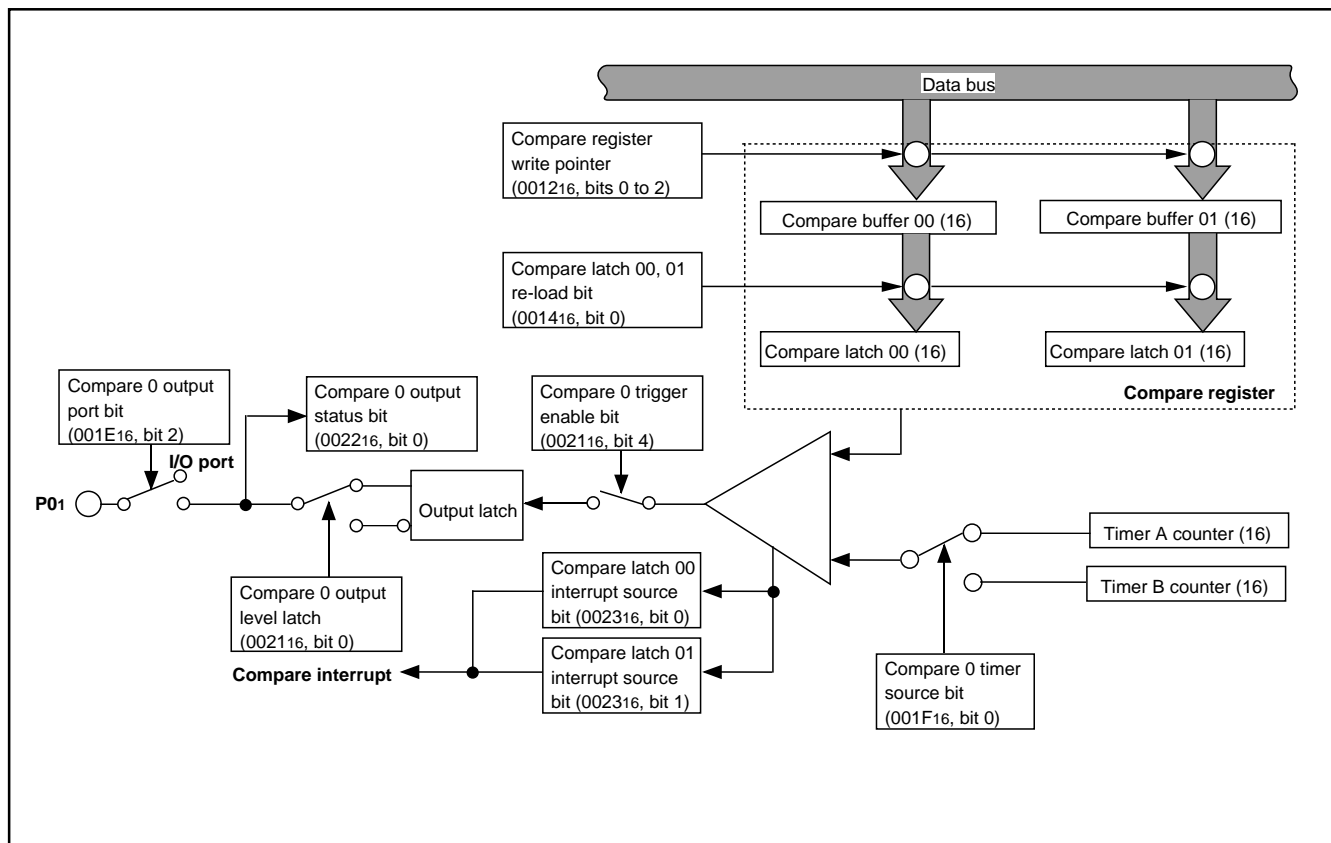 Data bus
Compare register
write pointer
(001216, bits 0 to 2)
Compare buffer 00 (16)
Compare buffer 01 (16)
Compare latch 00, 01
re-load bit
(001416, bit 0)
Compare latch 00 (16)
Compare latch 01 (16)
Compare register
Compare 0 output
port bit
(001E16, bit 2)
I/O port
Compare 0 output
status bit
(002216, bit 0)
Compare 0 trigger
enable bit
(002116, bit 4)
P01
Output latch
Timer A counter (16)
Timer B counter (16)
Compare 0 output
level latch
(002116, bit 0)
Compare latch 00
interrupt source
bit (002316, bit 0)
Compare latch 01
interrupt source
bit (002316, bit 1)
Compare interrupt
Compare 0 timer
source bit
(001F16, bit 0)